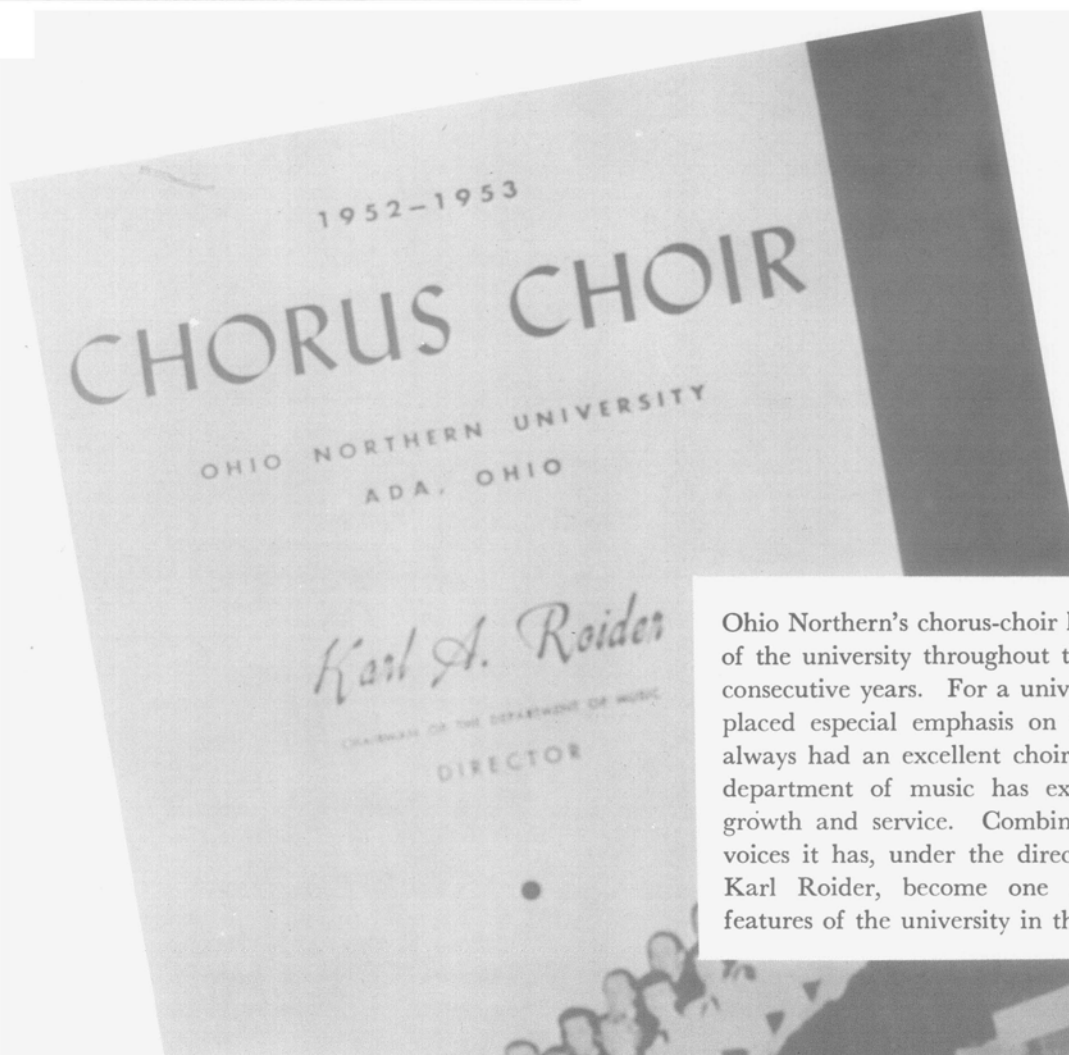 1952–1953
CHORUS CHOIR
OHIO NORTHERN UNIVERSITY
ADA, OHIO
Karl A. Roider
CHAIRMAN OF THE DEPARTMENT OF MUSIC
DIRECTOR
Ohio Northern's chorus-choir
of the university throughout
consecutive years. For a univ
placed especial emphasis on
always had an excellent choir
department of music has ex
growth and service. Combin
voices it has, under the direc
Karl Roider, become one
features of the university in th